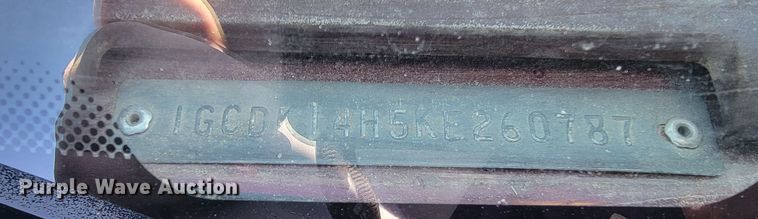 1GCDK14H5KE260787
Purple Wave Auction